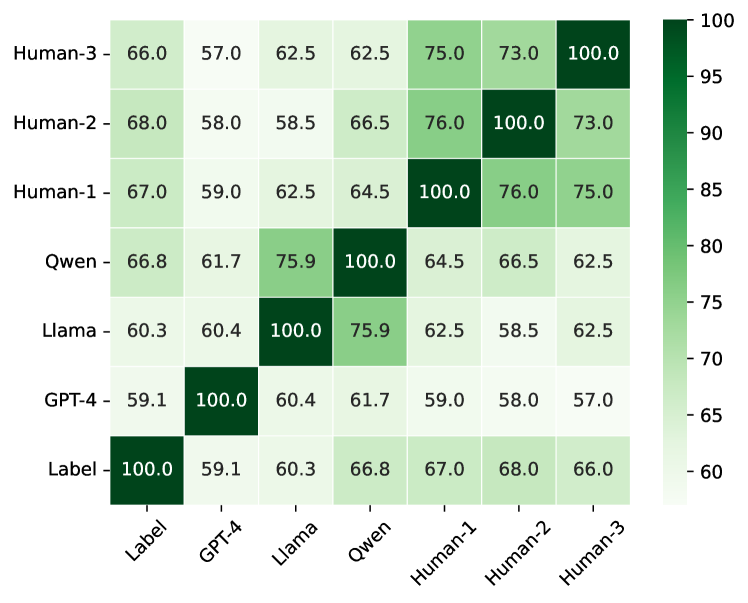 Human-3 66.0 57.0 62.5 62.5 75.0 73.0 100.0
Human-2 68.0 58.0 58.5 66.5 76.0 100.0 73.0
Human-1 67.0 59.0 62.5 64.5 100.0 76.0 75.0
Qwen 66.8 61.7 75.9 100.0 64.5 66.5 62.5
Llama 60.3 60.4 100.0 75.9 62.5 58.5 62.5
GPT-4 59.1 100.0 60.4 61.7 59.0 58.0 57.0
Label 100.0 59.1 60.3 66.8 67.0 68.0 66.0
Label GPT-4 Llama Qwen Human-1 Human-2 Human-3
100
95
90
85
80
75
70
65
60